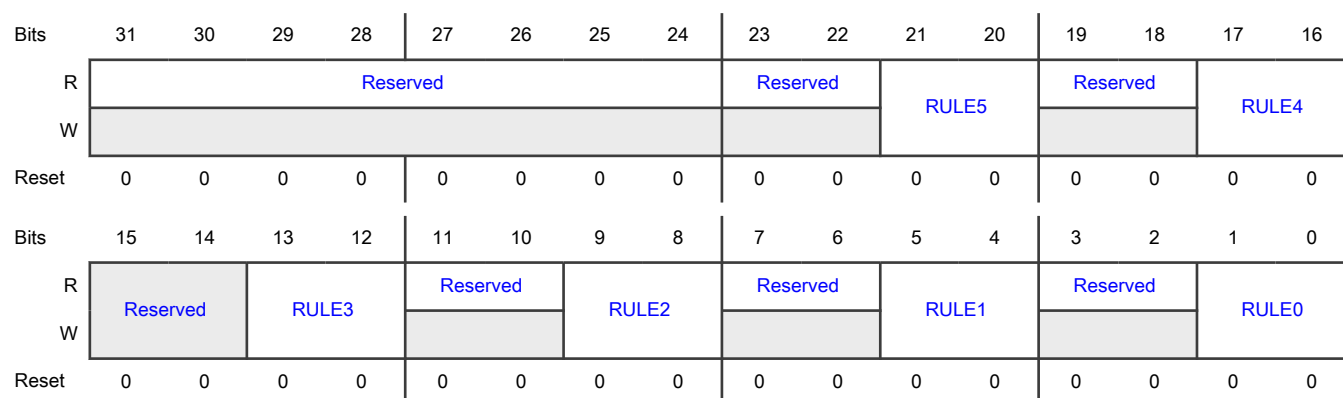 Bits 31 30 29 28 27 26 25 24 23 22 21 20 19 18 17 16
R Reserved Reserved RULE5 Reserved RULE4
W
Reset 0 0 0 0 0 0 0 0 0 0 0 0 0 0 0 0
Bits 15 14 13 12 11 10 9 8 7 6 5 4 3 2 1 0
R Reserved RULE3 Reserved RULE2 Reserved RULE1 Reserved RULE0
W
Reset 0 0 0 0 0 0 0 0 0 0 0 0 0 0 0 0